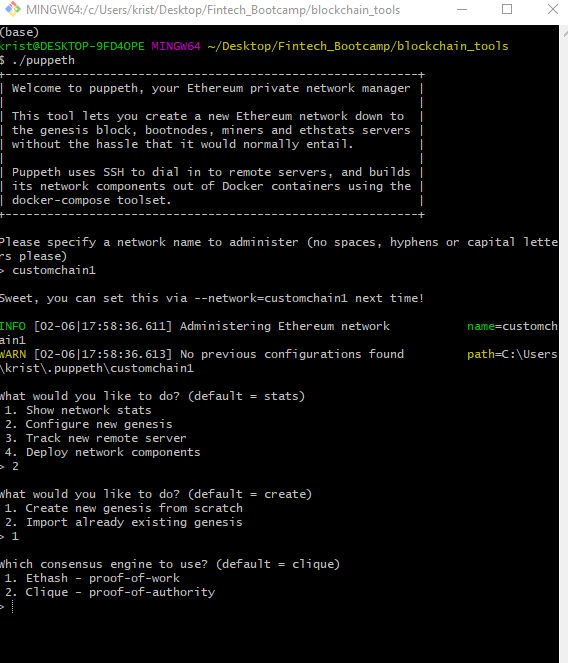 MINGW64:/c/Users/krist/Desktop/Fintech_Bootcamp/blockchain_tools
(base)
krist@DESKTOP-9FD4OPE MINGW64 ~/Desktop/Fintech_Bootcamp/blockchain_tools
$ ./puppeth
+-----------------------------------------------------------+
| Welcome to puppeth, your Ethereum private network manager |
|                                                           |
| This tool lets you create a new Ethereum network down to  |
| the genesis block, bootnodes, miners and ethstats servers |
| without the hassle that it would normally entail.         |
|                                                           |
| Puppeth uses SSH to dial in to remote servers, and builds |
| its network components out of Docker containers using the |
| docker-compose toolset.                                   |
+-----------------------------------------------------------+
Please specify a network name to administer (no spaces, hyphens or capital lette
rs please)
> customchain1
Sweet, you can set this via --network=customchain1 next time!
INFO [02-06|17:58:36.611] Administering Ethereum network           name=customch
ain1
WARN [02-06|17:58:36.613] No previous configurations found         path=C:\Users
\krist\.puppeth\customchain1
What would you like to do? (default = stats)
1. Show network stats
2. Configure new genesis
3. Track new remote server
4. Deploy network components
> 2
What would you like to do? (default = create)
1. Create new genesis from scratch
2. Import already existing genesis
> 1
Which consensus engine to use? (default = clique)
1. Ethash - proof-of-work
2. Clique - proof-of-authority
>